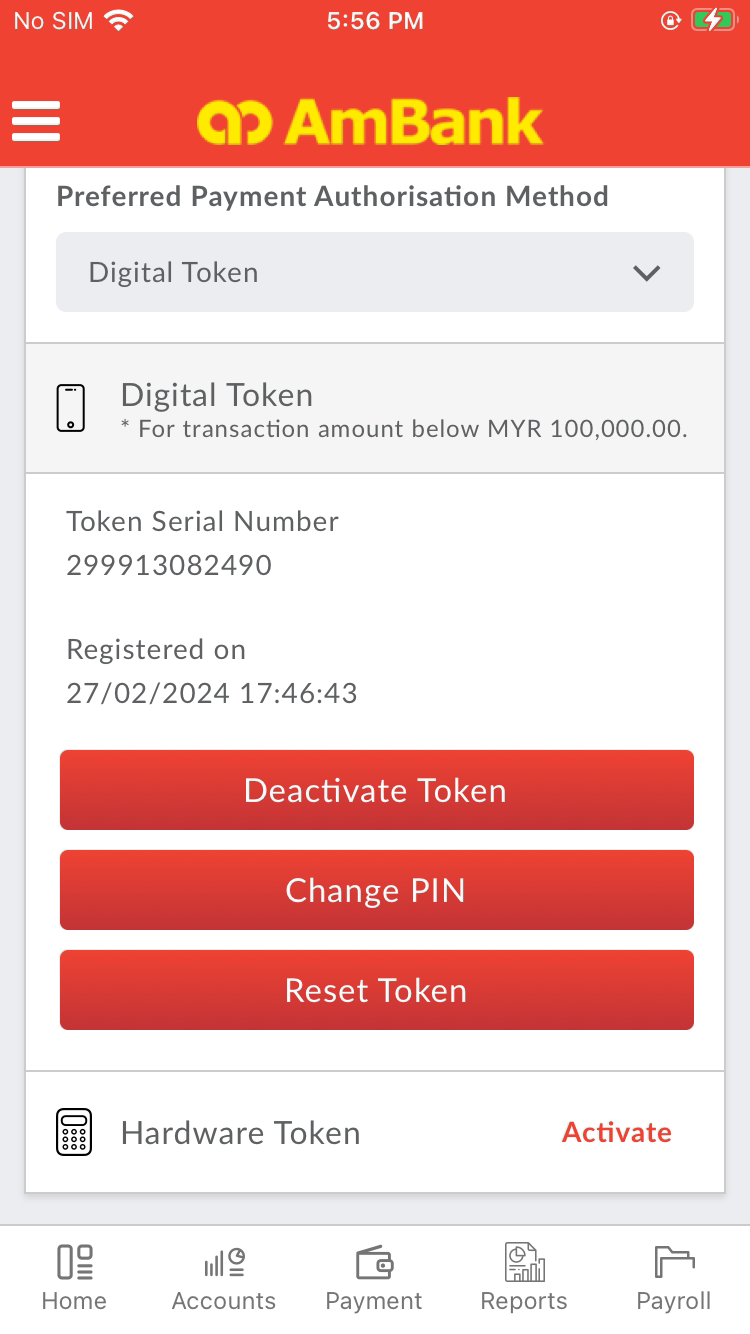 No SIM 5:56 PM
AmBank
Preferred Payment Authorisation Method
Digital Token
Digital Token
* For transaction amount below MYR 100,000.00.
Token Serial Number
299913082490
Registered on
27/02/2024 17:46:43
Deactivate Token
Change PIN
Reset Token
Hardware Token Activate
Home Accounts Payment Reports Payroll